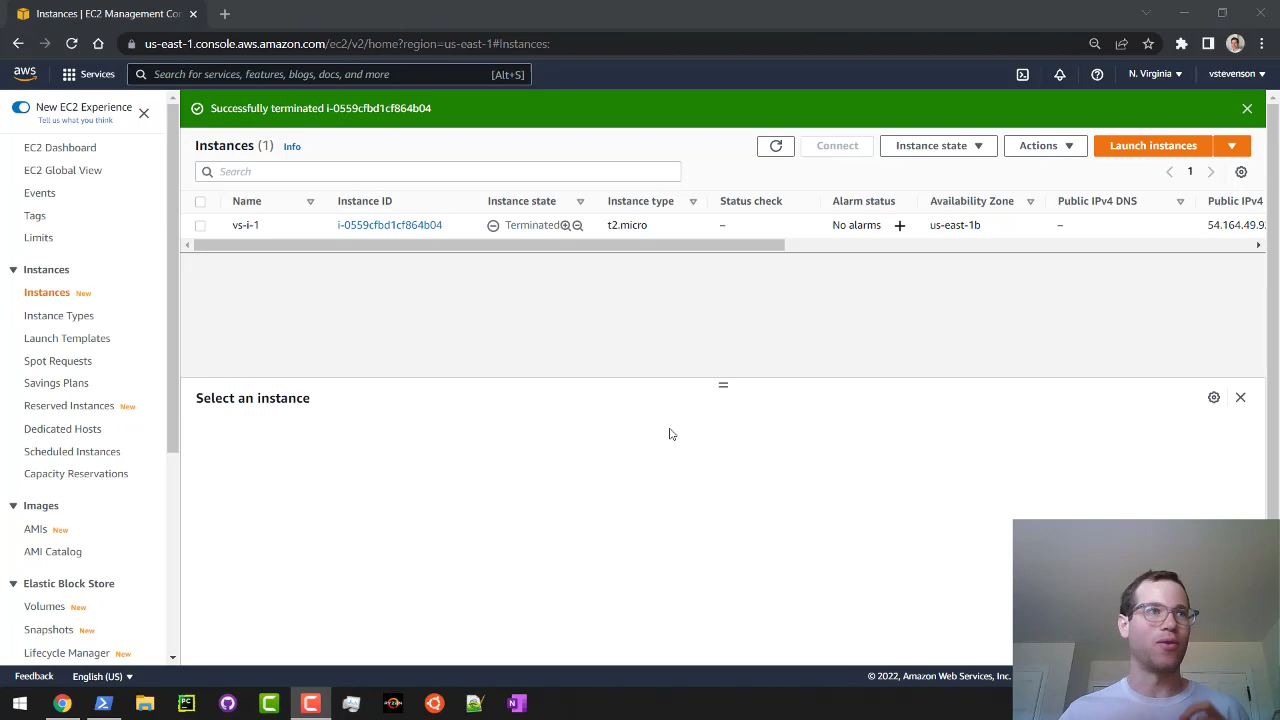 Instances | EC2 Management Con
us-east-1.console.aws.amazon.com/ec2/v2/home?region=us-east-1#Instances:
aws
Services
Search for services, features, blogs, docs, and more
[Alt+S]
N. Virginia
vstevenson
New EC2 Experience
Tell us what you think
Successfully terminated i-0559cfbd1cf864b04
EC2 Dashboard
EC2 Global View
Events
Tags
Limits
Instances
Instances New
Instance Types
Launch Templates
Spot Requests
Savings Plans
Reserved Instances New
Dedicated Hosts
Scheduled Instances
Capacity Reservations
Images
AMIs New
AMI Catalog
Elastic Block Store
Volumes New
Snapshots New
Lifecycle Manager New
Instances (1) Info
Connect
Instance state
Actions
Launch instances
Search
1
Name Instance ID Instance state Instance type Status check Alarm status Availability Zone Public IPv4 DNS Public IPv4
vs-i-1 i-0559cfbd1cf864b04 Terminated t2.micro – No alarms + us-east-1b – 54.164.49.9
Select an instance
Feedback English (US)
© 2022, Amazon Web Services, Inc.
PC
RYZEN